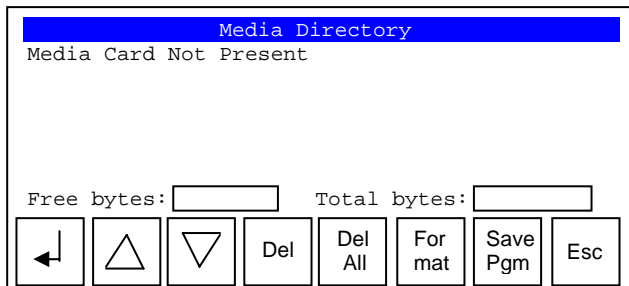 Media Directory
Media Card Not Present
Free bytes: Total bytes:
Del Del All For mat Save Pgm Esc